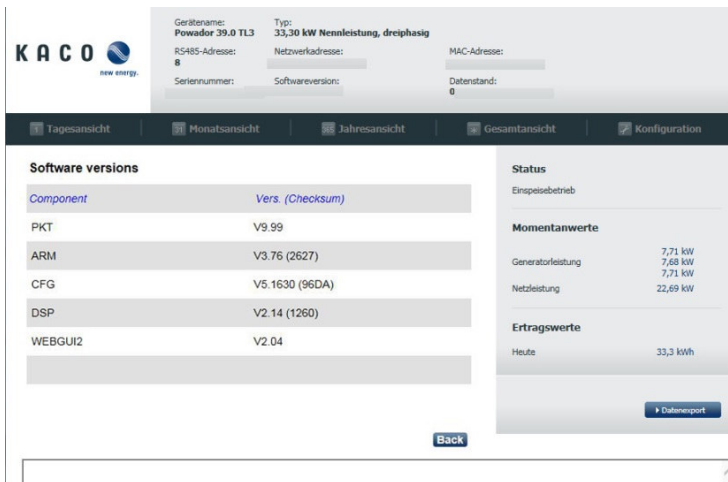 KACO
new energy.
Gerätename:
Powador 39.0 TL3
Typ:
33,30 kW Nennleistung, dreiphasig
RS485-Adresse:
8
Netzwerkadresse:
MAC-Adresse:
Seriennummer:
Softwareversion:
Datenstand:
0
Tagesansicht
Monatsansicht
Jahresansicht
Gesamtansicht
Konfiguration
Software versions
Component Vers. (Checksum)
PKT V9.99
ARM V3.76 (2627)
CFG V5.1630 (96DA)
DSP V2.14 (1260)
WEBGUI2 V2.04
Back
Status
Einspeisebetrieb
Momentanwerte
Generatorleistung
7,71 kW
7,68 kW
7,71 kW
Netzleistung 22,69 kW
Ertragswerte
Heute 33,3 kWh
Datenexport